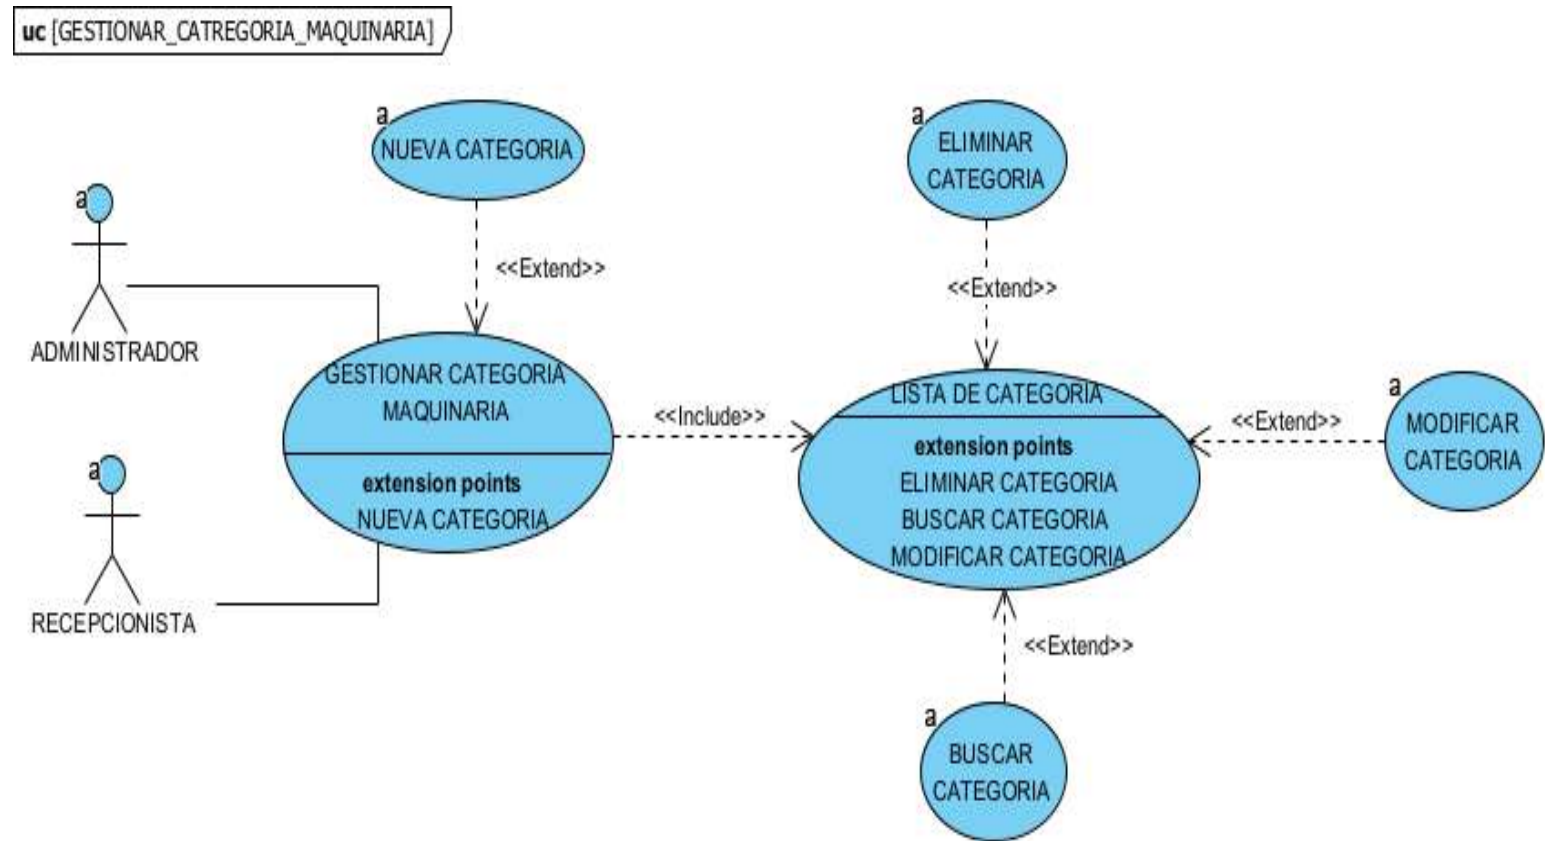 uc [GESTIONAR_CATREGORIA_MAQUINARIA]
a
NUEVA CATEGORIA
a
ELIMINAR
CATEGORIA
a
ADMINISTRADOR
<<Extend>>
<<Extend>>
GESTIONAR CATEGORIA
MAQUINARIA
extension points
NUEVA CATEGORIA
<<Include>>
LISTA DE CATEGORIA
extension points
ELIMINAR CATEGORIA
BUSCAR CATEGORIA
MODIFICAR CATEGORIA
<<Extend>>
a
MODIFICAR
CATEGORIA
a
RECEPCIONISTA
<<Extend>>
a
BUSCAR
CATEGORIA